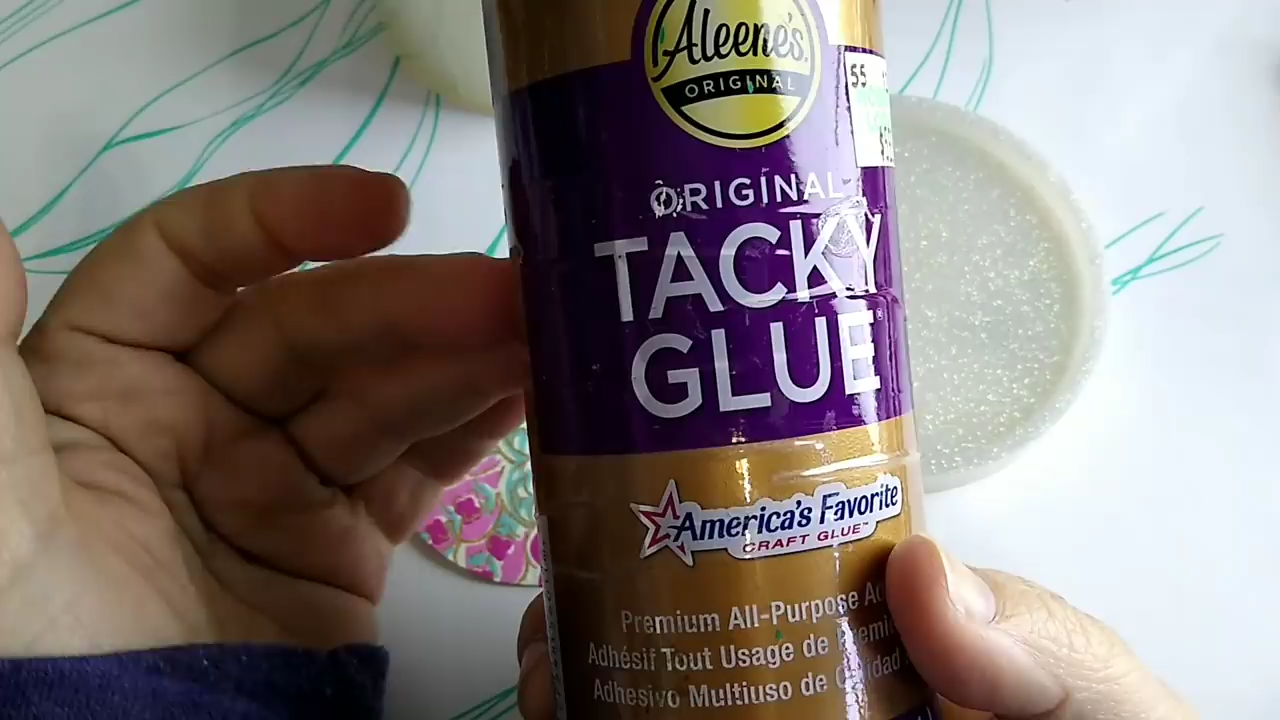 Aleene's
ORIGINAL
55
ORIGINAL
TACKY
GLUE®
America's Favorite
CRAFT GLUE™
Premium All-Purpose
Adhésif Tout Usage de
Adhesivo Multiuso de